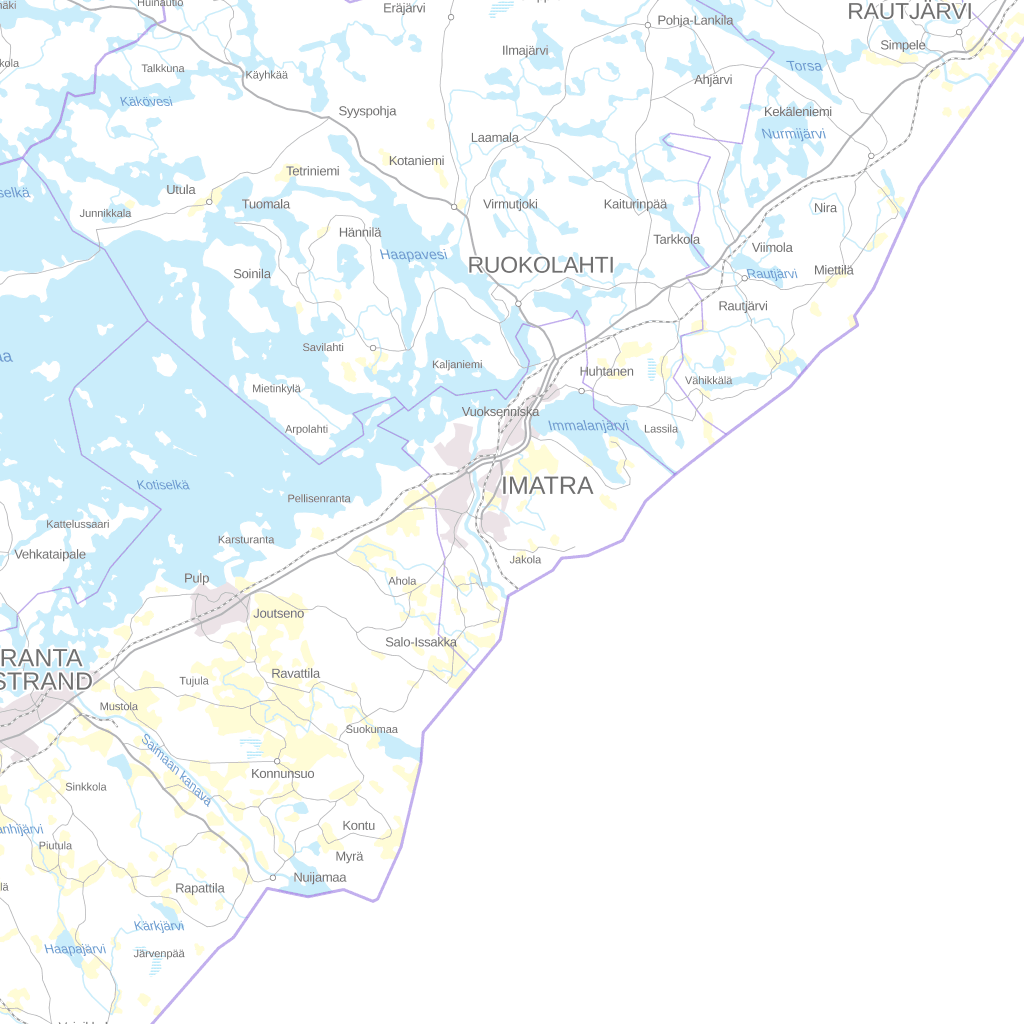 Huhautio
Eräjärvi
RAUTJÄRVI
Pohja-Lankila
Simpele
Ilmajärvi
Torsa
Talkkuna
Käyhkää
Ahjärvi
Käkövesi
Syyspohja
Kekäleniemi
Nurmijärvi
Laamala
Kotaniemi
Tetriniemi
Utula
selkä
Tuomala
Virmutjoki
Kaiturinpää
Nira
Junnikkala
Hännilä
Tarkkola
Viimola
Haapavesi
RUOKOLAHTI
Soinila
Rautjärvi
Miettilä
Rautjärvi
Savilahti
Kaljaniemi
Huhtanen
Vähikkälä
Mietinkylä
Vuoksenniska
Immalanjärvi
Lassila
Arpolahti
Kotiselkä
IMATRA
Pellisenranta
Kattelussaari
Karsturanta
Vehkataipale
Jakola
Pulp
Ahola
Joutseno
Salo-Issakka
RANTA
STRAND
Ravattila
Tujula
Mustola
Suokumaa
Saimaan kanava
Konnunsuo
Sinkkola
Kontu
nhijärvi
Piutula
Myrä
Nuijamaa
Rapattila
lä
Kärkjärvi
Haapajärvi
Järvenpää